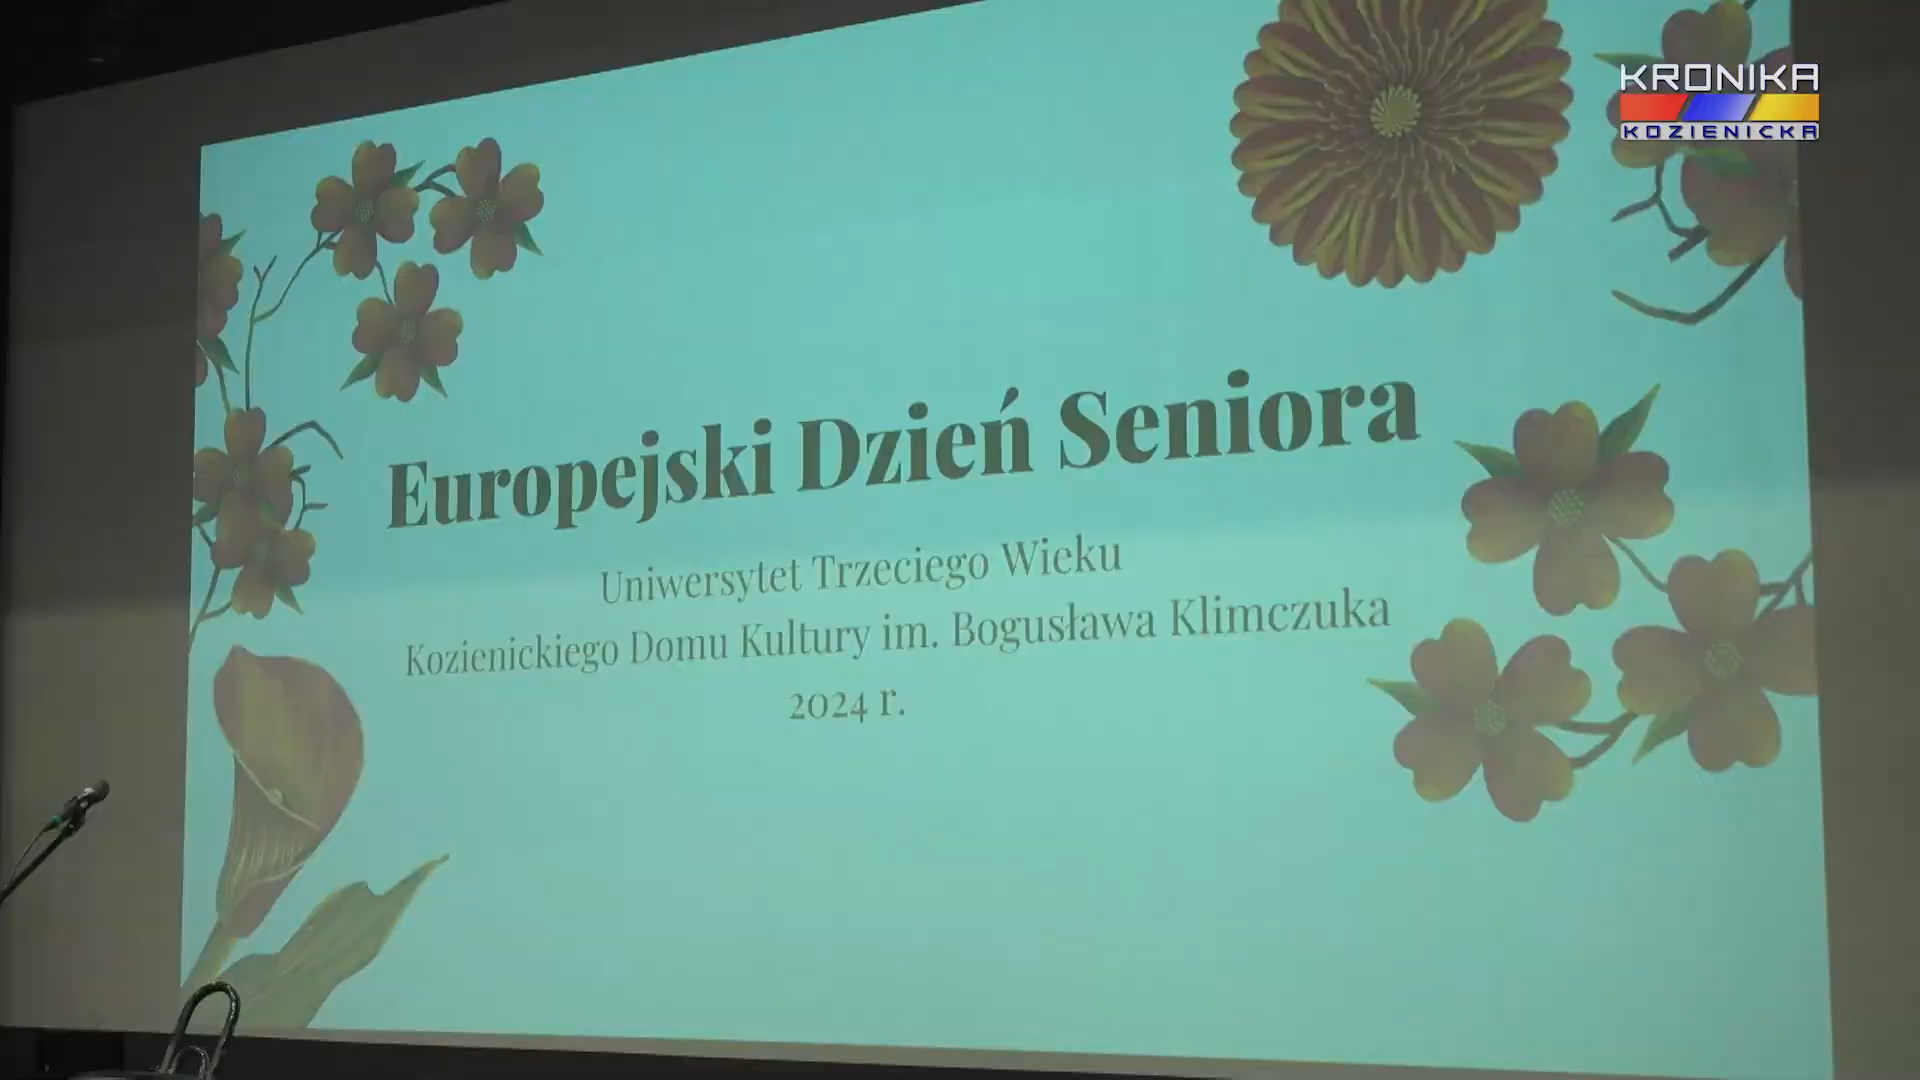 KRONIKA
KOZIENICKA
Europejski Dzień Seniora
Uniwersytet Trzeciego Wieku
Kozienickiego Domu Kultury im. Bogusława Klimczuka
2024 r.